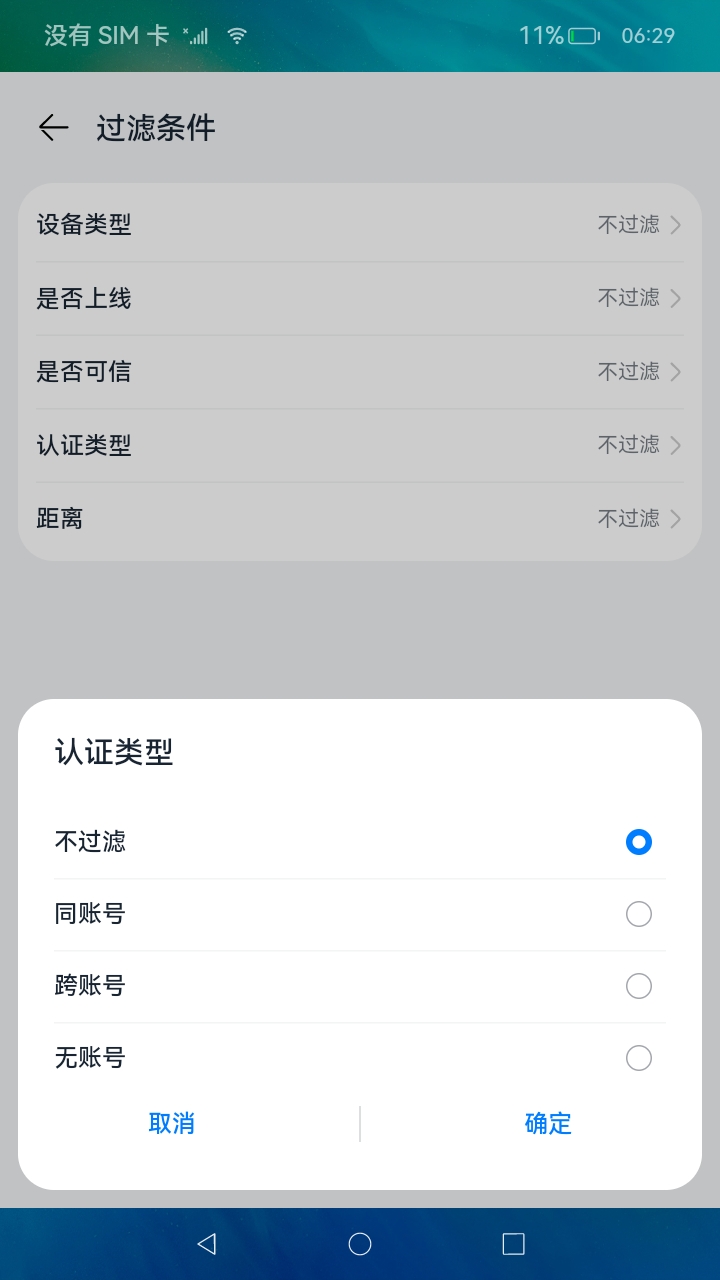 没有 SIM 卡 11% 06:29
过滤条件
设备类型 不过滤
是否上线 不过滤
是否可信 不过滤
认证类型 不过滤
距离 不过滤
认证类型
不过滤
同账号
跨账号
无账号
取消 确定